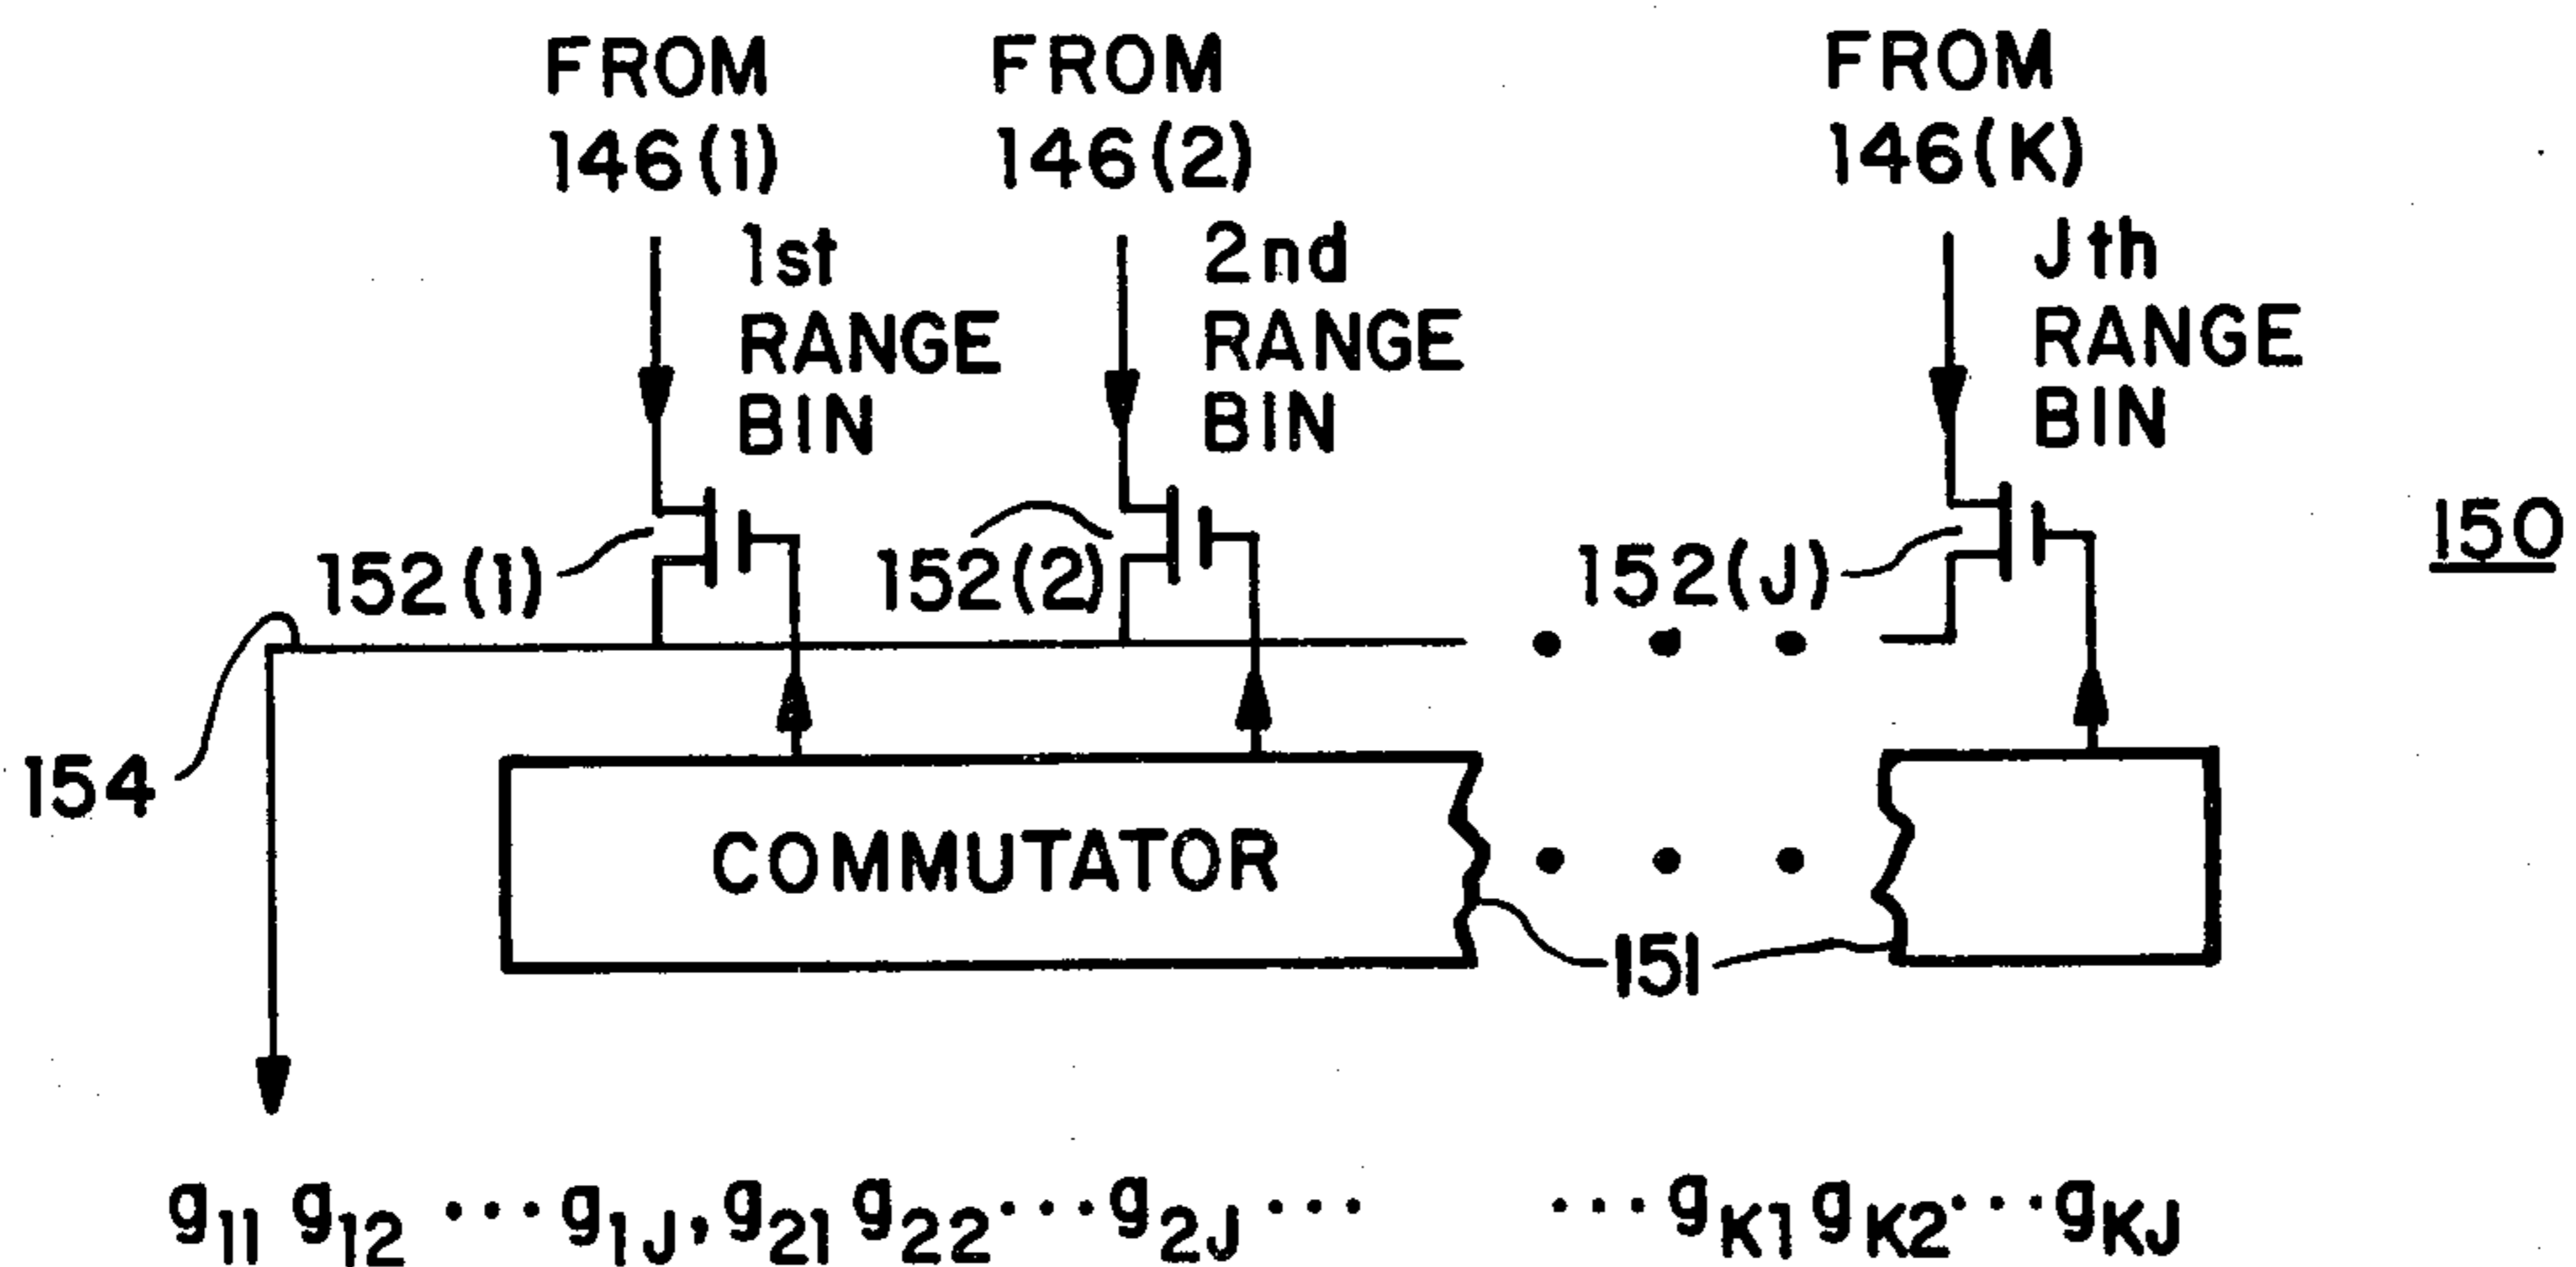 FROM
146(1)
FROM
146(2)
FROM
146(K)
1st
RANGE
BIN
2nd
RANGE
BIN
Jth
RANGE
BIN
152(1)
152(2)
152(J)
150
154
COMMUTATOR
151
g11 g12 ...g1J,g21 g22...g2J... ...gK1 gK2...gKJ